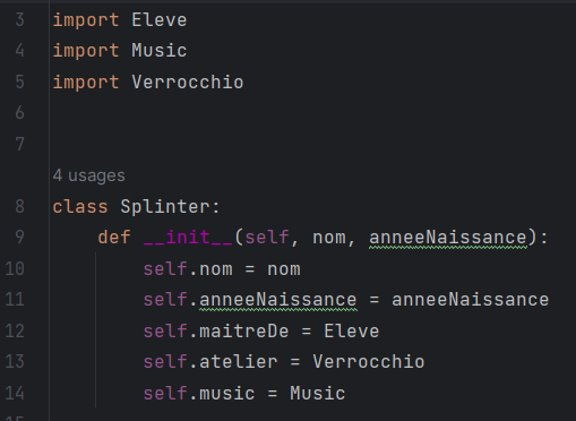 3 import Eleve
4 import Music
5 import Verrocchio
6
7
4 usages
8 class Splinter:
9 def __init__(self, nom, anneeNaissance):
10 self.nom = nom
11 self.anneeNaissance = anneeNaissance
12 self.maitreDe = Eleve
13 self.atelier = Verrocchio
14 self.music = Music